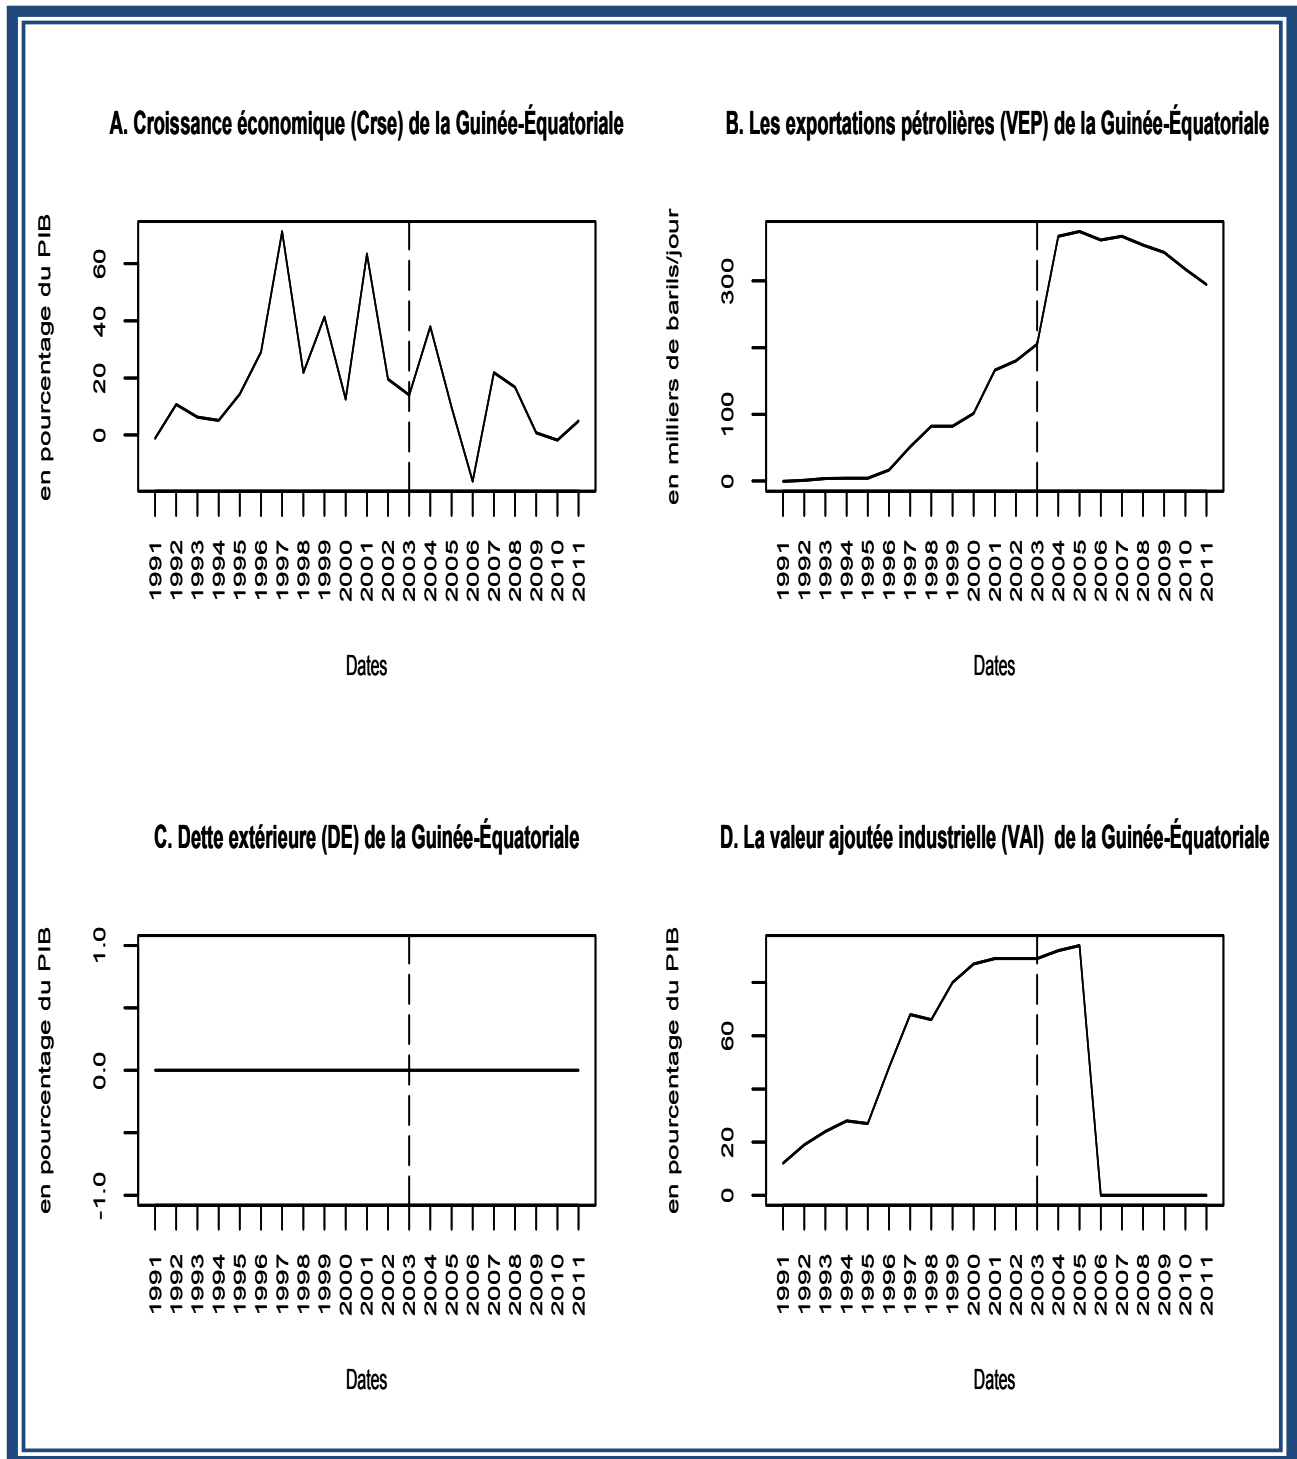 A. Croissance économique (Crse) de la Guinée-Équatoriale
en pourcentage du PIB
60
40
20
0
1991 1992 1993 1994 1995 1996 1997 1998 1999 2000 2001 2002 2003 2004 2005 2006 2007 2008 2009 2010 2011
Dates
B. Les exportations pétrolières (VEP) de la Guinée-Équatoriale
en milliers de barils/jour
300
100
0
1991 1992 1993 1994 1995 1996 1997 1998 1999 2000 2001 2002 2003 2004 2005 2006 2007 2008 2009 2010 2011
Dates
C. Dette extérieure (DE) de la Guinée-Équatoriale
en pourcentage du PIB
1.0
0.0
-1.0
1991 1992 1993 1994 1995 1996 1997 1998 1999 2000 2001 2002 2003 2004 2005 2006 2007 2008 2009 2010 2011
Dates
D. La valeur ajoutée industrielle (VAI) de la Guinée-Équatoriale
en pourcentage du PIB
60
20
0
1991 1992 1993 1994 1995 1996 1997 1998 1999 2000 2001 2002 2003 2004 2005 2006 2007 2008 2009 2010 2011
Dates